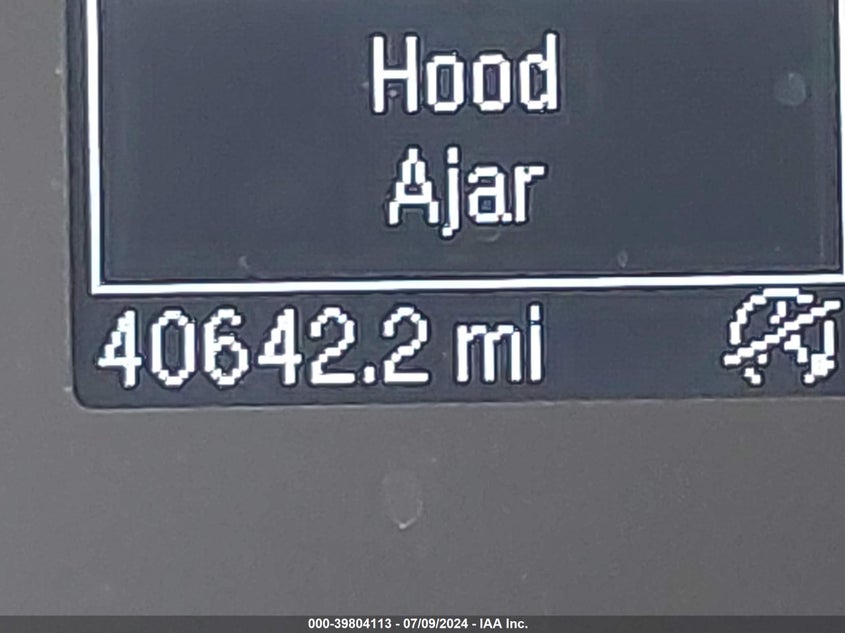 Hood
Ajar
40642.2 mi
000-39804113 - 07/09/2024 - IAA Inc.